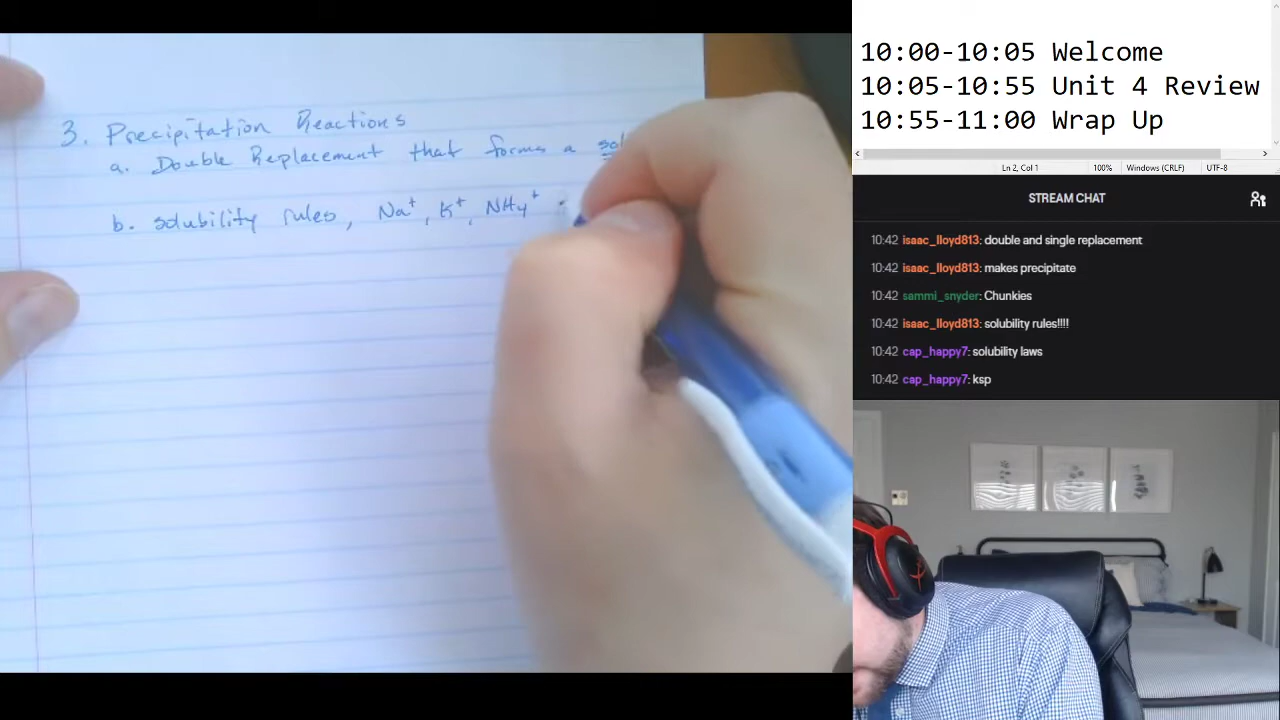 3. Precipitation Reactions
a. Double Replacement that forms a
b. solubility rules, Na⁺, K⁺, NH₄⁺
10:00-10:05 Welcome
10:05-10:55 Unit 4 Review
10:55-11:00 Wrap Up
Ln 2, Col 1 100% Windows (CRLF) UTF-8
STREAM CHAT
10:42 isaac_lloyd813: double and single replacement
10:42 isaac_lloyd813: makes precipitate
10:42 sammi_snyder: Chunkies
10:42 isaac_lloyd813: solubility rules!!!!
10:42 cap_happy7: solubility laws
10:42 cap_happy7: ksp